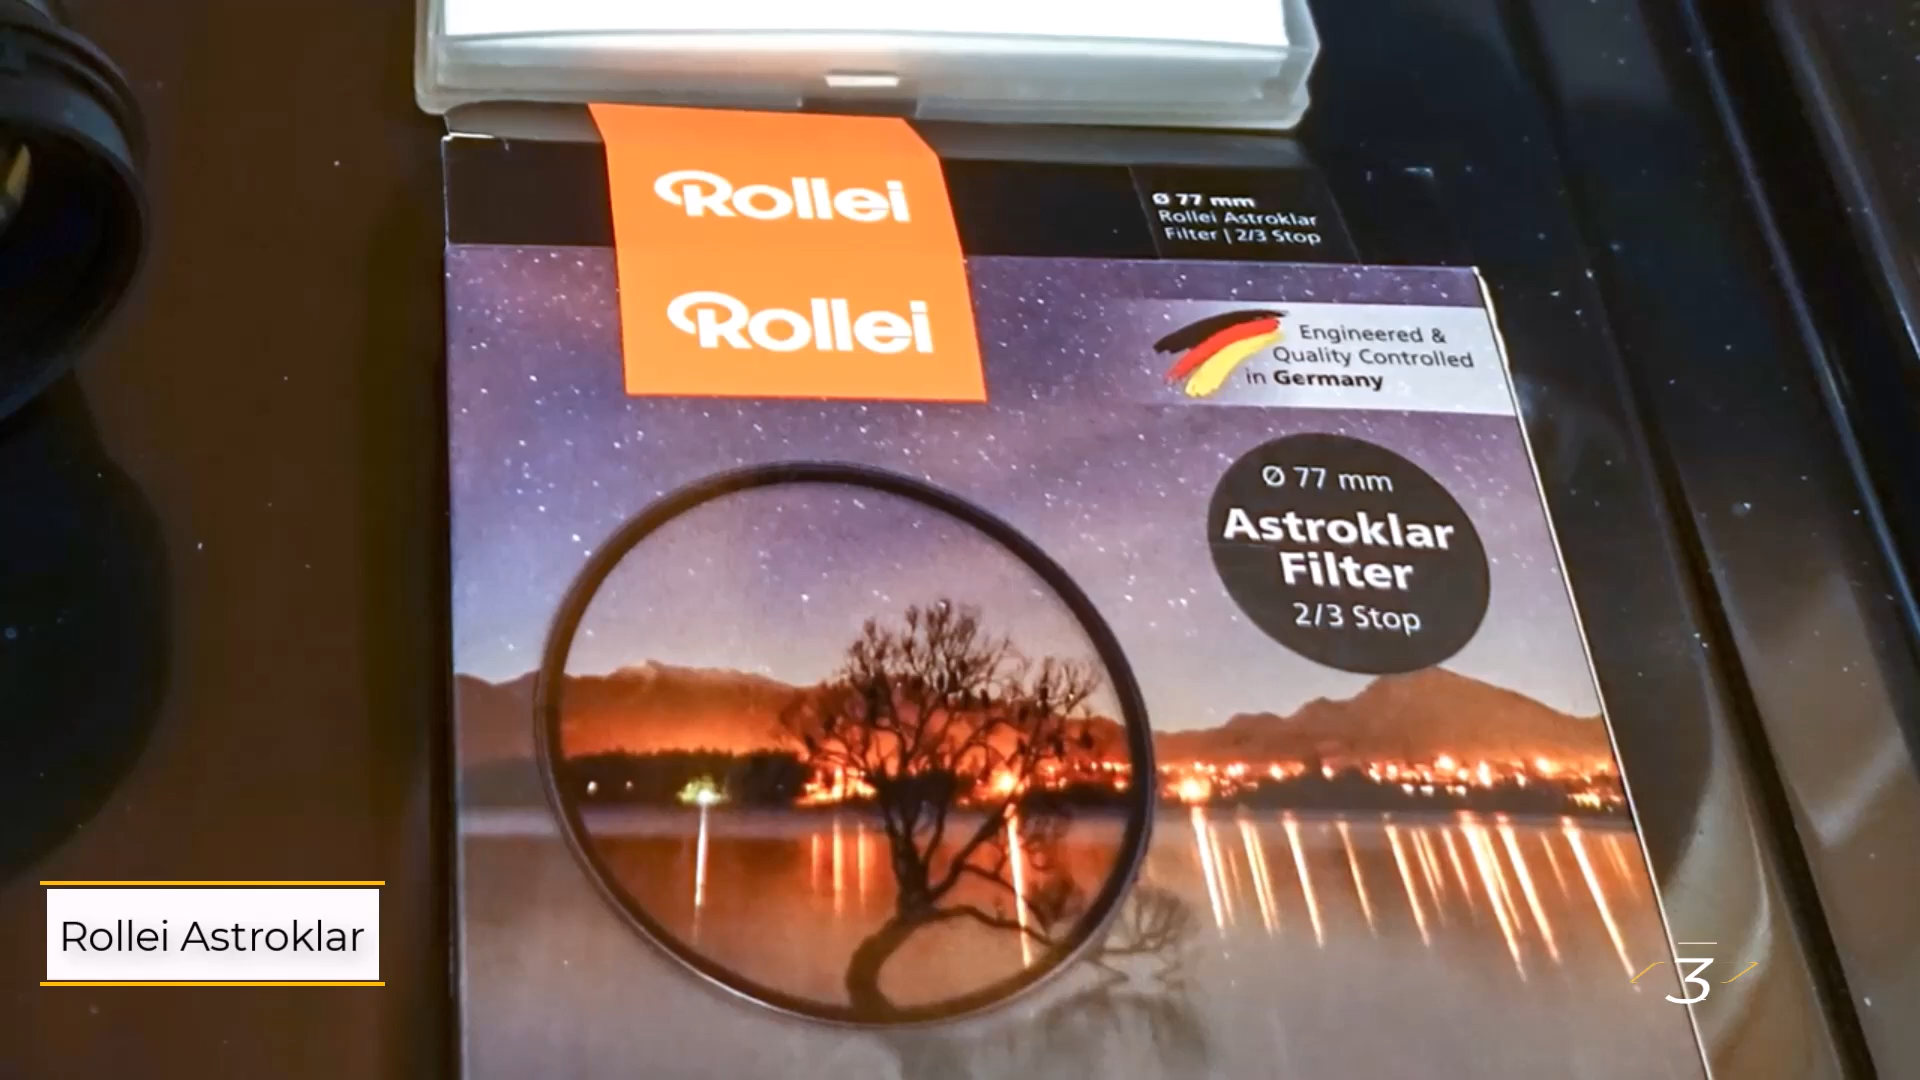 Rollei
Ø 77 mm
Rollei Astroklar
Filter | 2/3 Stop
Rollei
Engineered &
Quality Controlled
in Germany
Ø 77 mm
Astroklar
Filter
2/3 Stop
Rollei Astroklar
3